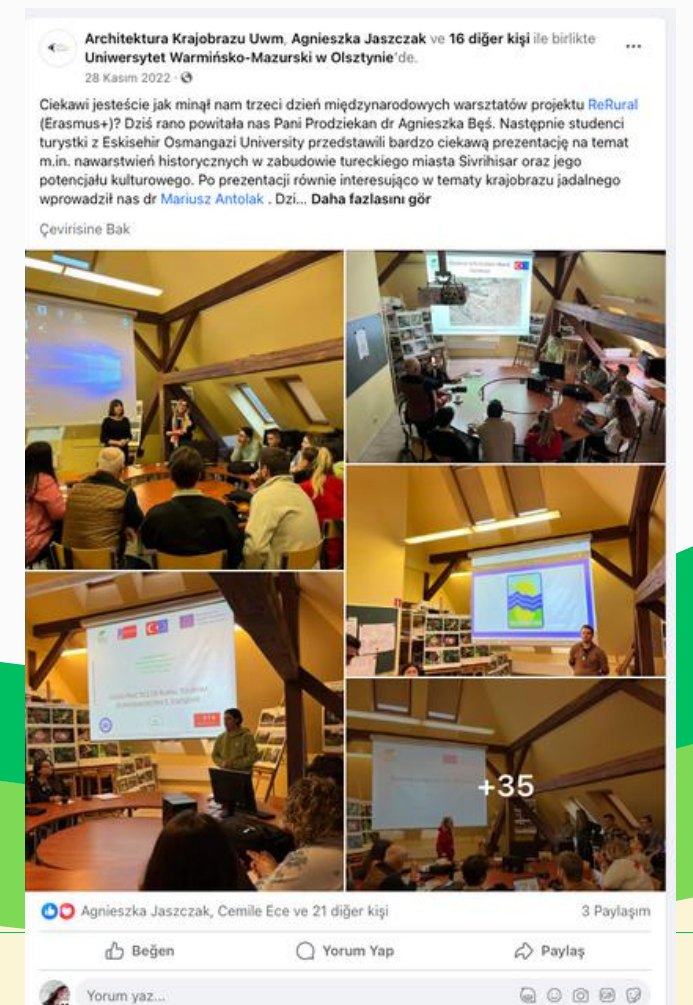 Architektura Krajobrazu Uwm, Agnieszka Jaszczak ve 16 diğer kişi ile birlikte
Uniwersytet Warmińsko-Mazurski w Olsztynie'de.
28 Kasım 2022 ·
Ciekawi jesteście jak minął nam trzeci dzień międzynarodowych warsztatów projektu ReRural
(Erasmus+)? Dziś rano powitała nas Pani Prodziekan dr Agnieszka Bęś. Następnie studenci
turystki z Eskisehir Osmangazi University przedstawili bardzo ciekawą prezentację na temat
m.in. nawarstwień historycznych w zabudowie tureckiego miasta Sivrihisar oraz jego
potencjału kulturowego. Po prezentacji równie interesująco w tematy krajobrazu jadalnego
wprowadził nas dr Mariusz Antolak . Dzi... Daha fazlasını gör
Çevirisine Bak
+35
Agnieszka Jaszczak, Cemile Ece ve 21 diğer kişi
3 Paylaşım
Beğen
Yorum Yap
Paylaş
Yorum yaz...